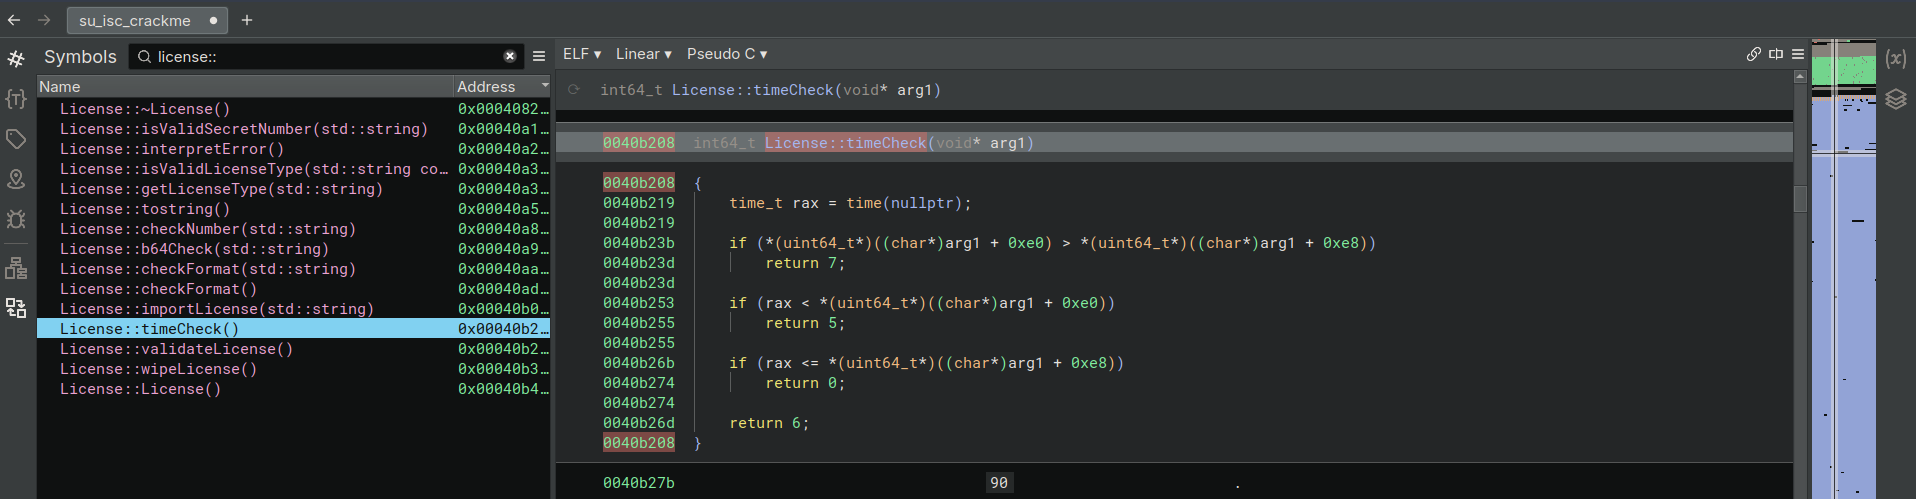 su_isc_crackme
Symbols
license::
ELF ▾ Linear ▾ Pseudo C ▾
Name Address
License::~License() 0x0004082…
License::isValidSecretNumber(std::string) 0x00040a1…
License::interpretError() 0x00040a2…
License::isValidLicenseType(std::string co… 0x00040a3…
License::getLicenseType(std::string) 0x00040a3…
License::tostring() 0x00040a5…
License::checkNumber(std::string) 0x00040a8…
License::b64Check(std::string) 0x00040a9…
License::checkFormat(std::string) 0x00040aa…
License::checkFormat() 0x00040ad…
License::importLicense(std::string) 0x00040b0…
License::timeCheck() 0x00040b2…
License::validateLicense() 0x00040b2…
License::wipeLicense() 0x00040b3…
License::License() 0x00040b4…
int64_t License::timeCheck(void* arg1)
0040b208 int64_t License::timeCheck(void* arg1)
0040b208 {
0040b219 time_t rax = time(nullptr);
0040b219
0040b23b if (*(uint64_t*)((char*)arg1 + 0xe0) > *(uint64_t*)((char*)arg1 + 0xe8))
0040b23d return 7;
0040b23d
0040b253 if (rax < *(uint64_t*)((char*)arg1 + 0xe0))
0040b255 return 5;
0040b255
0040b26b if (rax <= *(uint64_t*)((char*)arg1 + 0xe8))
0040b274 return 0;
0040b274
0040b26d return 6;
0040b208 }
0040b27b 90 .